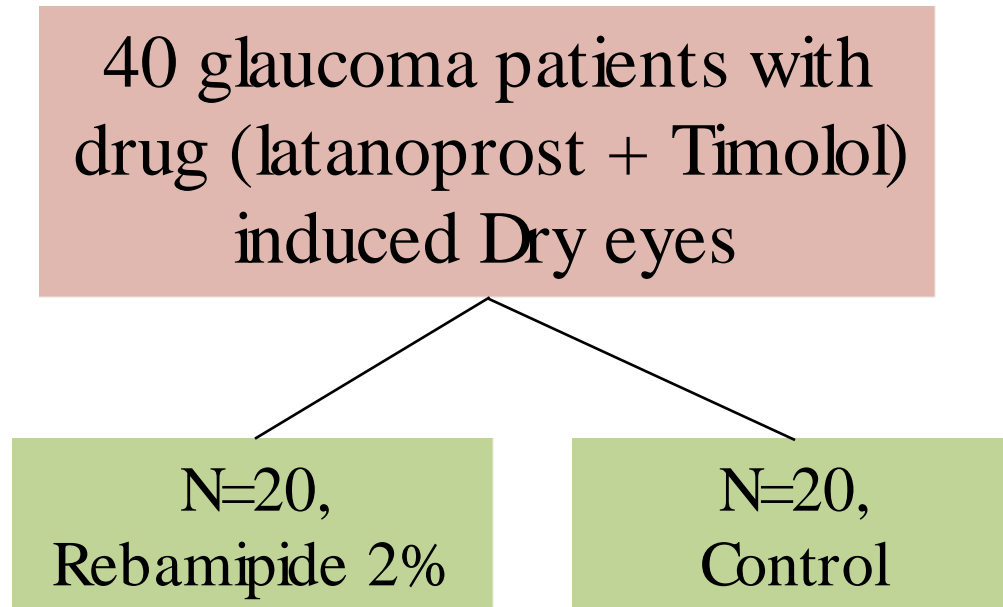 40 glaucoma patients with
drug (latanoprost + Timolol)
induced Dry eyes
N=20,
Rebamipide 2%
N=20,
Control